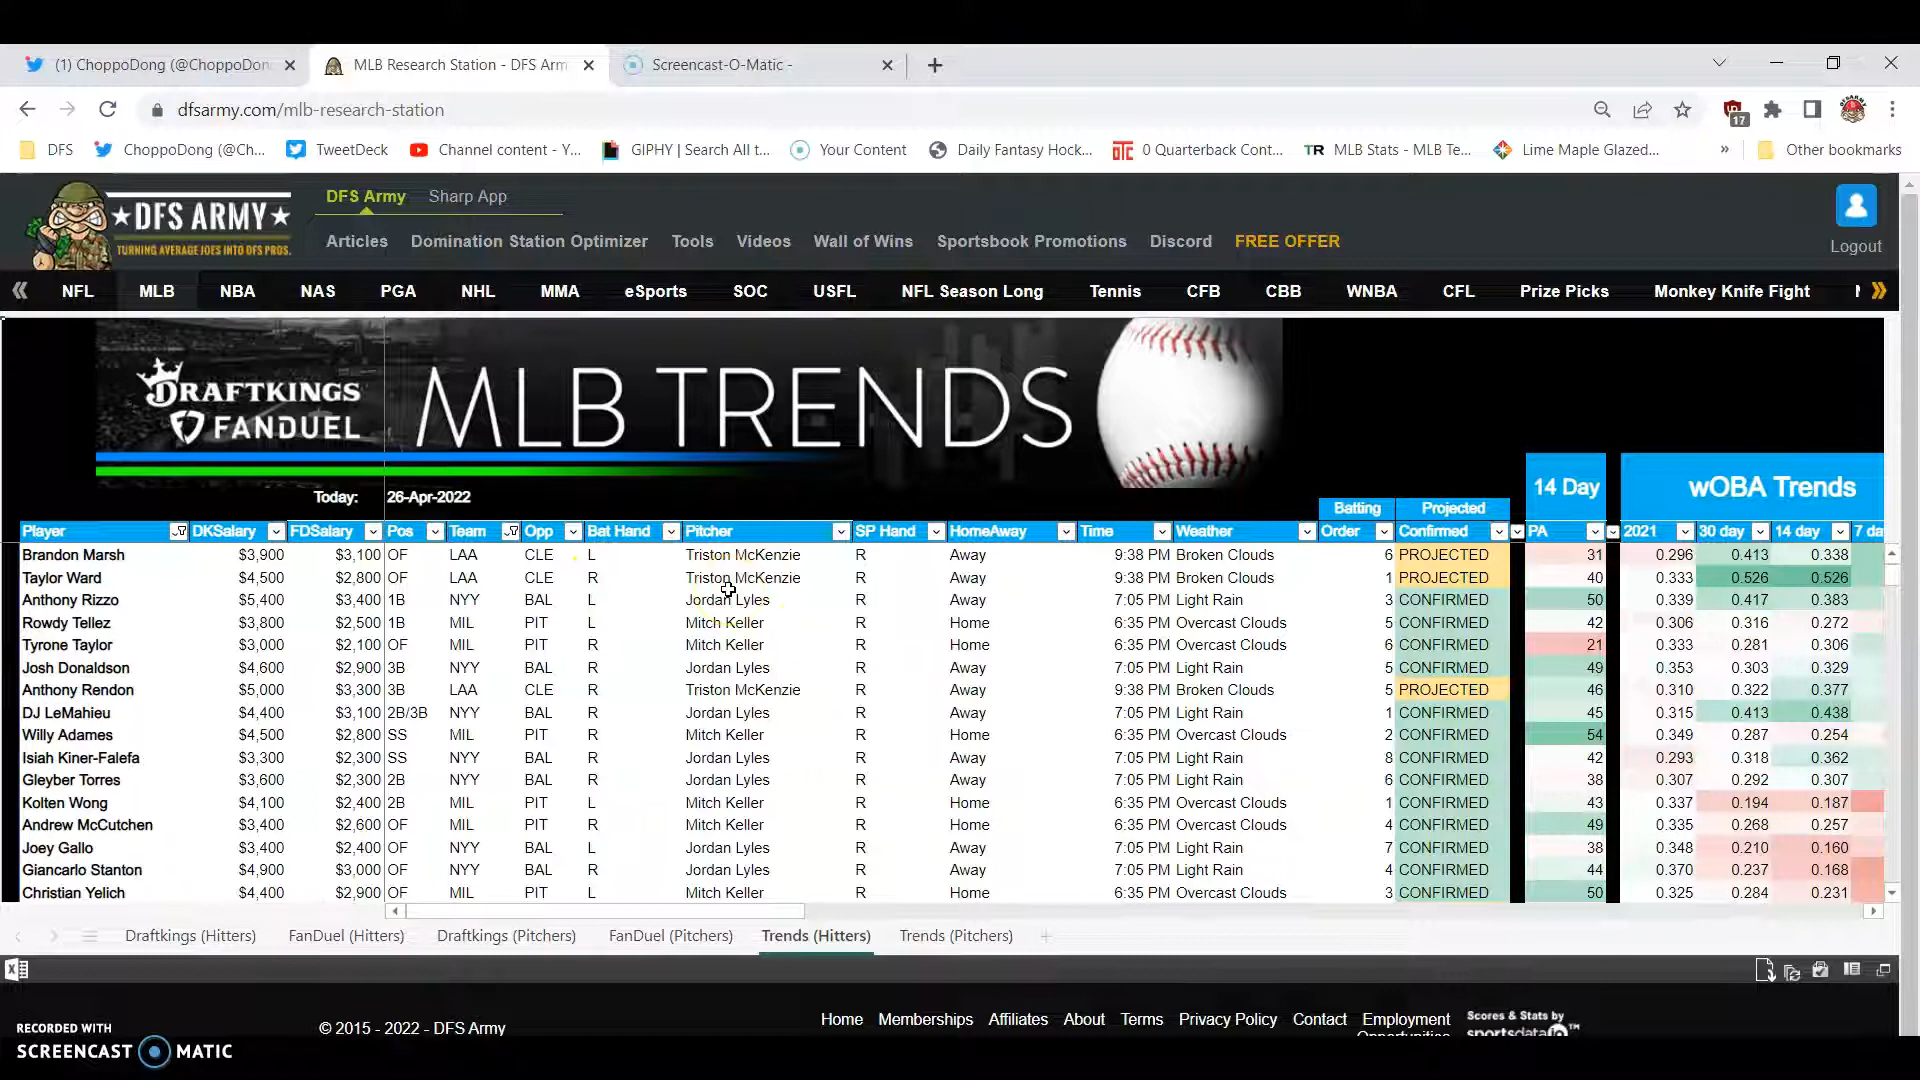 (1) ChoppoDong (@ChoppoDon
MLB Research Station - DFS Arm
Screencast-O-Matic -
dfsarmy.com/mlb-research-station
17
DFS
ChoppoDong (@Ch...
TweetDeck
Channel content - Y...
GIPHY | Search All t...
Your Content
Daily Fantasy Hock...
0 Quarterback Cont...
TR MLB Stats - MLB Te...
Lime Maple Glazed...
»
Other bookmarks
DFS ARMY
TURNING AVERAGE JOES INTO DFS PROS.
DFS Army Sharp App
Articles Domination Station Optimizer Tools Videos Wall of Wins Sportsbook Promotions Discord FREE OFFER
Logout
NFL MLB NBA NAS PGA NHL MMA eSports SOC USFL NFL Season Long Tennis CFB CBB WNBA CFL Prize Picks Monkey Knife Fight
DRAFTKINGS
FANDUEL
MLB TRENDS
14 Day
wOBA Trends
Today: 26-Apr-2022
Batting Projected
Player DKSalary FDSalary Pos Team Opp Bat Hand Pitcher SP Hand HomeAway Time Weather Order Confirmed PA 2021 30 day 14 day 7 da
Brandon Marsh $3,900 $3,100 OF LAA CLE L Triston McKenzie R Away 9:38 PM Broken Clouds 6 PROJECTED 31 0.296 0.413 0.338
Taylor Ward $4,500 $2,800 OF LAA CLE R Triston McKenzie R Away 9:38 PM Broken Clouds 1 PROJECTED 40 0.333 0.526 0.526
Anthony Rizzo $5,400 $3,400 1B NYY BAL L Jordan Lyles R Away 7:05 PM Light Rain 3 CONFIRMED 50 0.339 0.417 0.383
Rowdy Tellez $3,800 $2,500 1B MIL PIT L Mitch Keller R Home 6:35 PM Overcast Clouds 5 CONFIRMED 42 0.306 0.316 0.272
Tyrone Taylor $3,000 $2,100 OF MIL PIT R Mitch Keller R Home 6:35 PM Overcast Clouds 6 CONFIRMED 21 0.333 0.281 0.306
Josh Donaldson $4,600 $2,900 3B NYY BAL R Jordan Lyles R Away 7:05 PM Light Rain 5 CONFIRMED 49 0.353 0.303 0.329
Anthony Rendon $5,000 $3,300 3B LAA CLE R Triston McKenzie R Away 9:38 PM Broken Clouds 5 PROJECTED 46 0.310 0.322 0.377
DJ LeMahieu $4,400 $3,100 2B/3B NYY BAL R Jordan Lyles R Away 7:05 PM Light Rain 1 CONFIRMED 45 0.315 0.413 0.438
Willy Adames $4,500 $2,800 SS MIL PIT R Mitch Keller R Home 6:35 PM Overcast Clouds 2 CONFIRMED 54 0.349 0.287 0.254
Isiah Kiner-Falefa $3,300 $2,300 SS NYY BAL R Jordan Lyles R Away 7:05 PM Light Rain 8 CONFIRMED 42 0.293 0.318 0.362
Gleyber Torres $3,600 $2,300 2B NYY BAL R Jordan Lyles R Away 7:05 PM Light Rain 6 CONFIRMED 38 0.307 0.292 0.307
Kolten Wong $4,100 $2,400 2B MIL PIT L Mitch Keller R Home 6:35 PM Overcast Clouds 1 CONFIRMED 43 0.337 0.194 0.187
Andrew McCutchen $3,400 $2,600 OF MIL PIT R Mitch Keller R Home 6:35 PM Overcast Clouds 4 CONFIRMED 49 0.335 0.268 0.257
Joey Gallo $3,400 $2,400 OF NYY BAL L Jordan Lyles R Away 7:05 PM Light Rain 7 CONFIRMED 38 0.348 0.210 0.160
Giancarlo Stanton $4,900 $3,000 OF NYY BAL R Jordan Lyles R Away 7:05 PM Light Rain 4 CONFIRMED 44 0.370 0.237 0.168
Christian Yelich $4,400 $2,900 OF MIL PIT L Mitch Keller R Home 6:35 PM Overcast Clouds 3 CONFIRMED 50 0.325 0.284 0.231
Draftkings (Hitters) FanDuel (Hitters) Draftkings (Pitchers) FanDuel (Pitchers) Trends (Hitters) Trends (Pitchers)
© 2015 - 2022 - DFS Army
Home Memberships Affiliates About Terms Privacy Policy Contact Employment
Scores & Stats by
RECORDED WITH
SCREENCAST MATIC